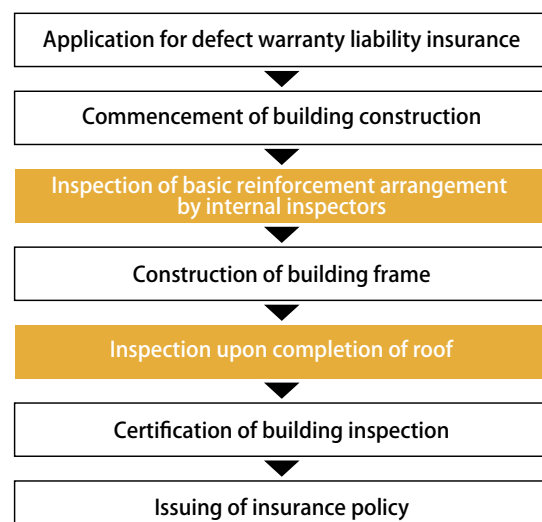 Application for defect warranty liability insurance
Commencement of building construction
Inspection of basic reinforcement arrangement
by internal inspectors
Construction of building frame
Inspection upon completion of roof
Certification of building inspection
Issuing of insurance policy